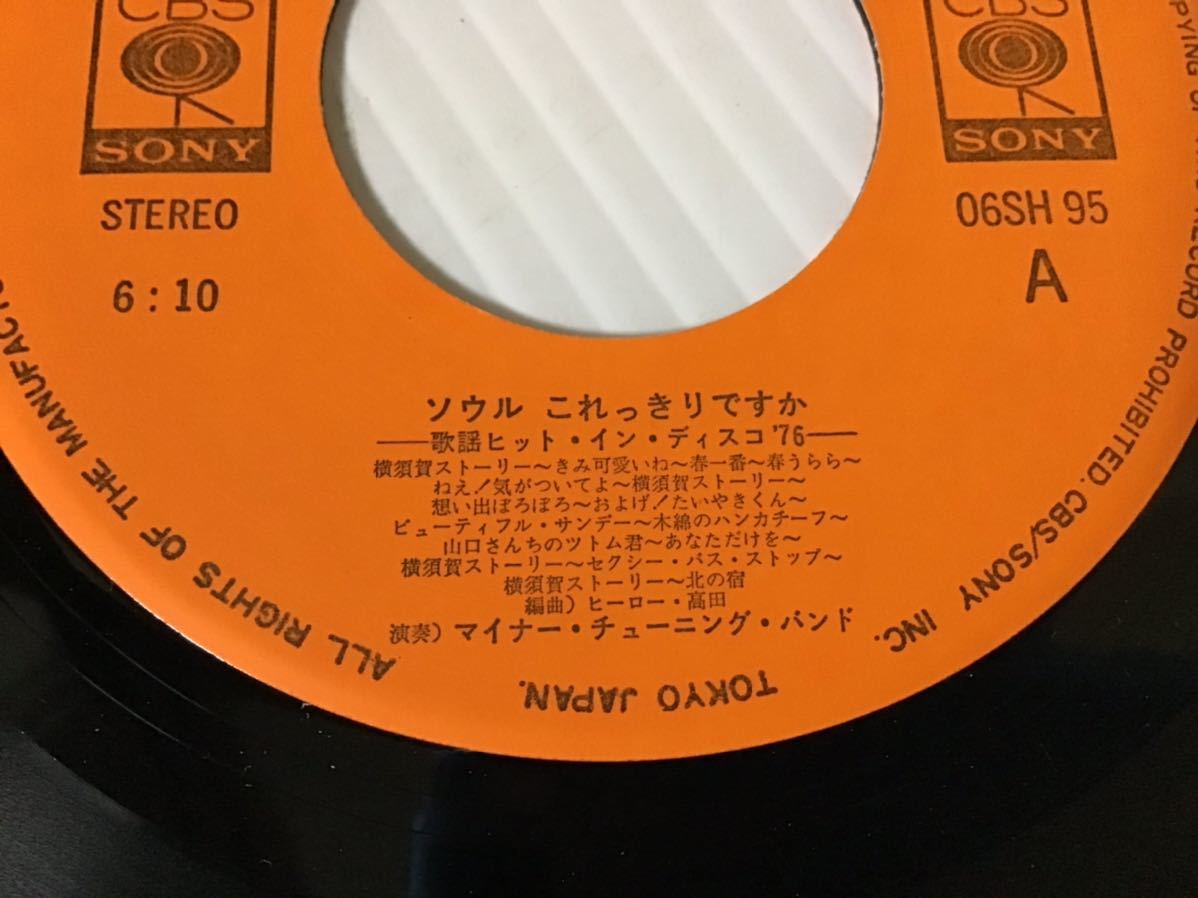 CBS
SONY
CBS
SONY
STEREO
6:10
06SH 95
A
ソウル これっきりですか
——歌謡ヒット・イン・ディスコ'76——
横須賀ストーリー〜きみ可愛いね〜春一番〜春うらら〜
ねえ!気がついてよ〜横須賀ストーリー〜
想い出ぼろぼろ〜およげ!たいやきくん〜
ビューティフル・サンデー〜木綿のハンカチーフ〜
山口さんちのツトム君〜あなただけを〜
横須賀ストーリー〜セクシー・バス・ストップ〜
横須賀ストーリー〜北の宿
編曲)ヒーロー・高田
演奏)マイナー・チューニング・バンド
ALL RIGHTS OF THE
RECORD PROHIBITED. CBS/SONY INC.
TOKYO JAPAN.